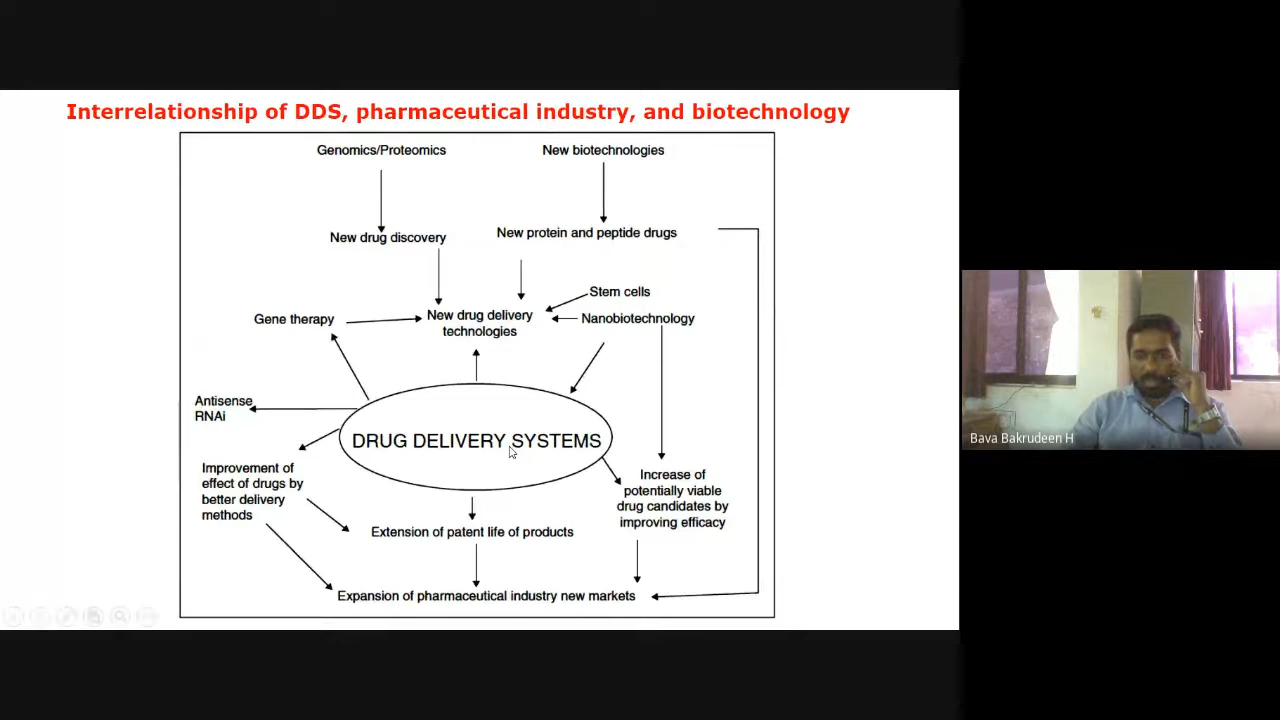 Interrelationship of DDS, pharmaceutical industry, and biotechnology
Genomics/Proteomics
New biotechnologies
New drug discovery
New protein and peptide drugs
Stem cells
Gene therapy
New drug delivery
technologies
Nanobiotechnology
Antisense
RNAi
DRUG DELIVERY SYSTEMS
Bava Bakrudeen H
Improvement of
effect of drugs by
better delivery
methods
Increase of
potentially viable
drug candidates by
improving efficacy
Extension of patent life of products
Expansion of pharmaceutical industry new markets